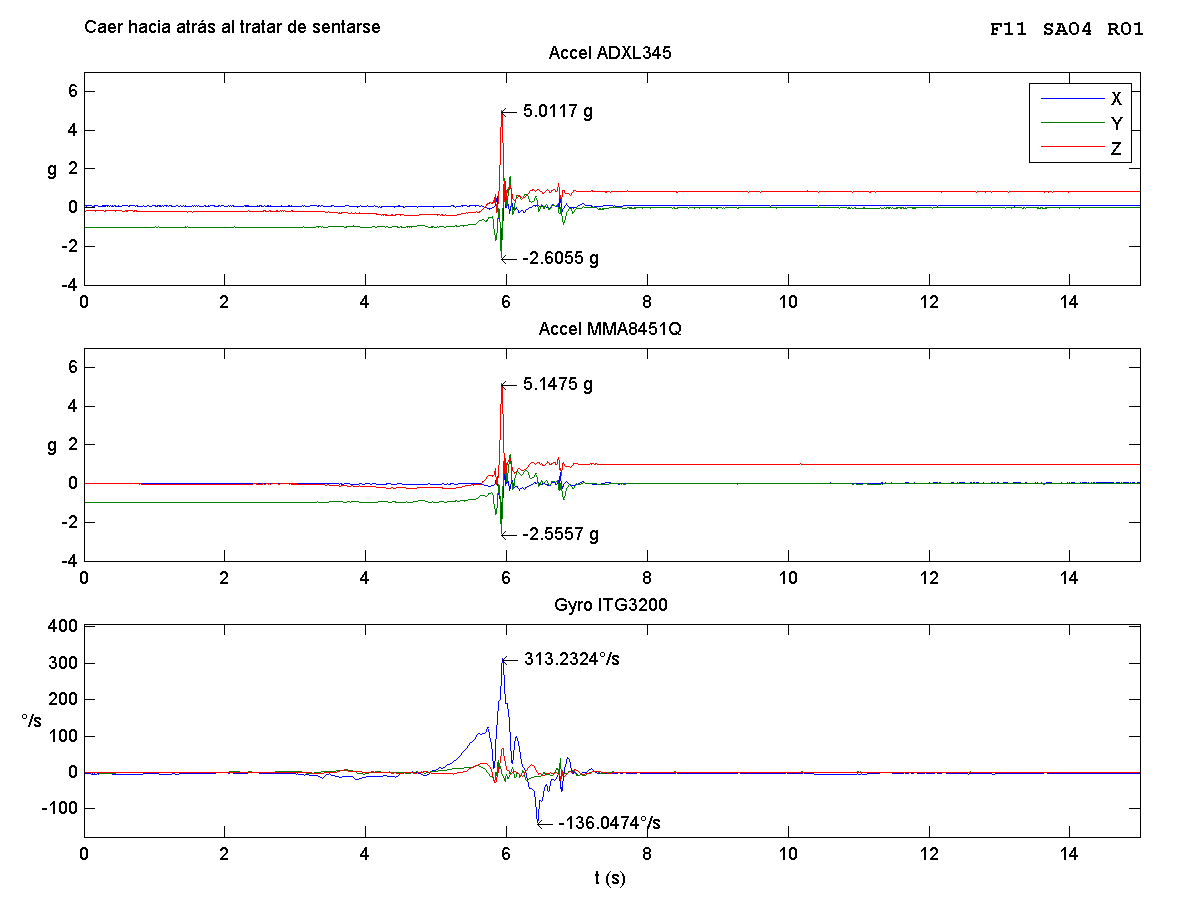 Caer hacia atrás al tratar de sentarse
F11 SA04 R01
Accel ADXL345
6
4
2
0
-2
-4
g
5.0117 g
-2.6055 g
X
Y
Z
0 2 4 6 8 10 12 14
Accel MMA8451Q
6
4
2
0
-2
-4
g
5.1475 g
-2.5557 g
0 2 4 6 8 10 12 14
Gyro ITG3200
400
300
200
100
0
-100
°/s
313.2324°/s
-136.0474°/s
0 2 4 6 8 10 12 14
t (s)